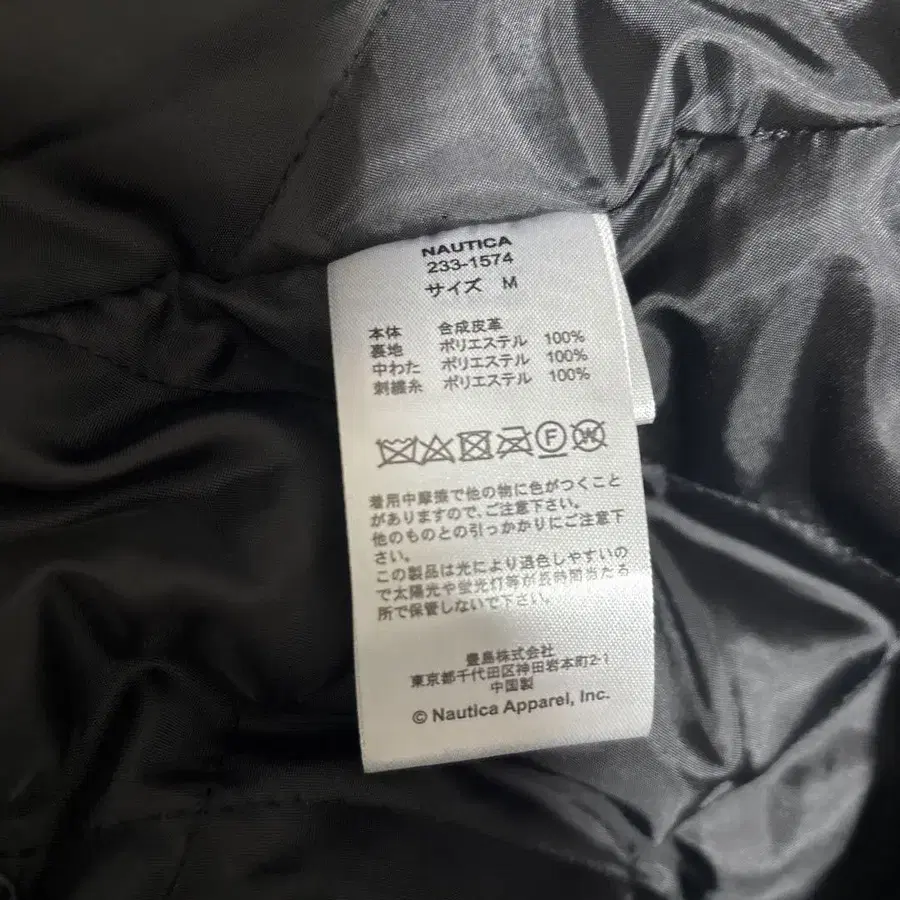 NAUTICA
233-1574
サイズ M
本体 合成皮革
裏地 ポリエステル 100%
中わた ポリエステル 100%
刺繍糸 ポリエステル 100%
F W
着用中摩擦で他の物に色がつくこと
がありますので、ご注意下さい。
他のものとの引っかかりにご注意下
さい。
この製品は光により退色しやすいの
で太陽光や蛍光灯等が長時間当たる
所で保管しないで下さい。
豊島株式会社
東京都千代田区神田岩本町2-1
中国製
© Nautica Apparel, Inc.